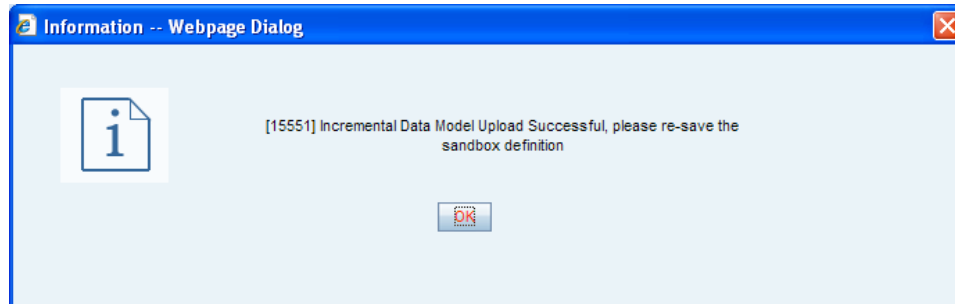 Information -- Webpage Dialog
[15551] Incremental Data Model Upload Successful, please re-save the
sandbox definition
OK